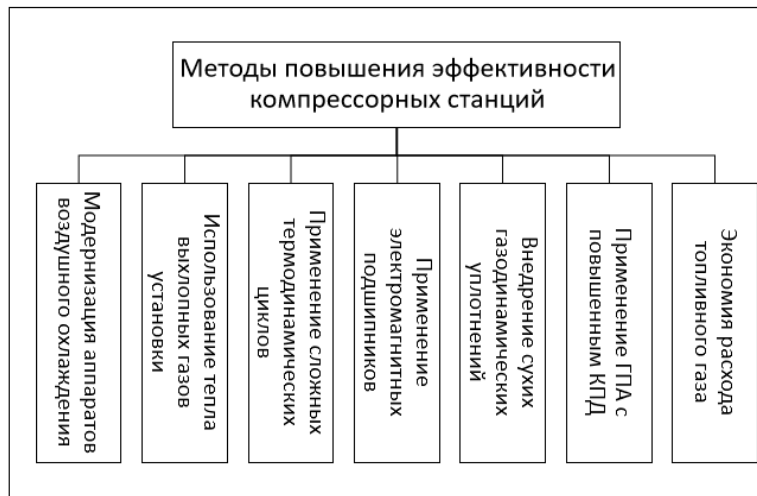 Методы повышения эффективности
компрессорных станций
Модернизация аппаратов
воздушного охлаждения
Использование тепла
выхлопных газов
установки
Применение сложных
термодинамических
циклов
Применение
электромагнитных
подшипников
Внедрение сухих
газодинамических
уплотнений
Применение ГПА с
повышенным КПД
Экономия расхода
топливного газа